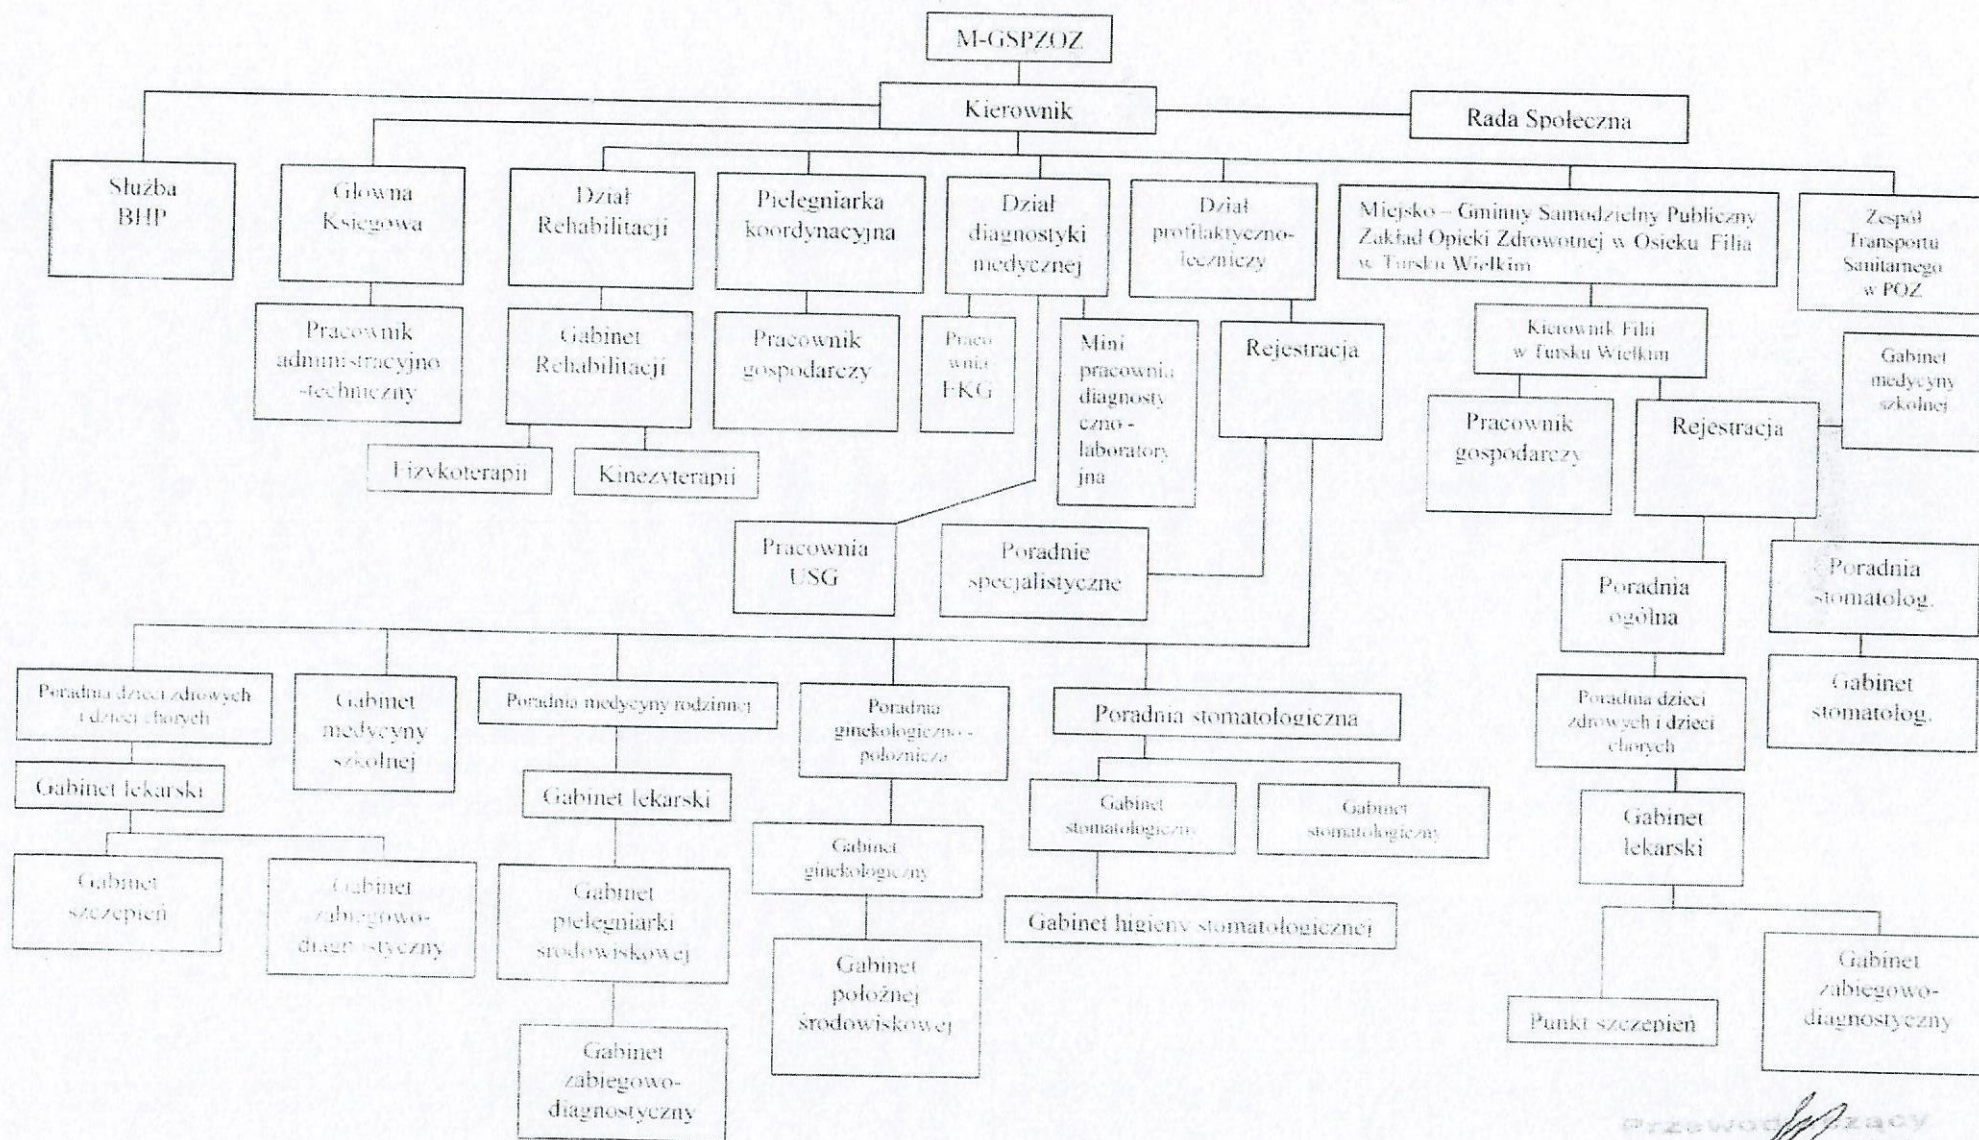 M-GSPZOZ
Kierownik
Rada Społeczna
Służba
BHP
Główna
Księgowa
Dział
Rehabilitacji
Pielęgniarka
koordynacyjna
Dział
diagnostyki
medycznej
Dział
profilaktyczno-
leczniczy
Miejsko – Gminny Samodzielny Publiczny
Zakład Opieki Zdrowotnej w Osieku Filia
w Tursku Wielkim
Zespół
Transportu
Sanitarnego
w POZ
Pracownik
administracyjno
-techniczny
Gabinet
Rehabilitacji
Pracownik
gospodarczy
Praco
wnia
EKG
Mini
pracownia
diagnosty
czno -
laboratory
jna
Rejestracja
Kierownik Filii
w Tursku Wielkim
Gabinet
medycyny
szkolnej
Fizykoterapii
Kinezyterapii
Pracownik
gospodarczy
Rejestracja
Pracownia
USG
Poradnie
specjalistyczne
Poradnia
ogólna
Poradnia
stomatolog.
Poradnia dzieci zdrowych
i dzieci chorych
Gabinet
medycyny
szkolnej
Poradnia medycyny rodzinnej
Poradnia
ginekologiczno -
położnicza
Poradnia stomatologiczna
Poradnia dzieci
zdrowych i dzieci
chorych
Gabinet
stomatolog.
Gabinet lekarski
Gabinet lekarski
Gabinet
stomatologiczny
Gabinet
stomatologiczny
Gabinet
lekarski
Gabinet
szczepień
Gabinet
zabiegowo-
diagnostyczny
Gabinet
pielęgniarki
środowiskowej
Gabinet
ginekologiczny
Gabinet higieny stomatologicznej
Gabinet
położnej
środowiskowej
Punkt szczepień
Gabinet
zabiegowo-
diagnostyczny
Gabinet
zabiegowo-
diagnostyczny